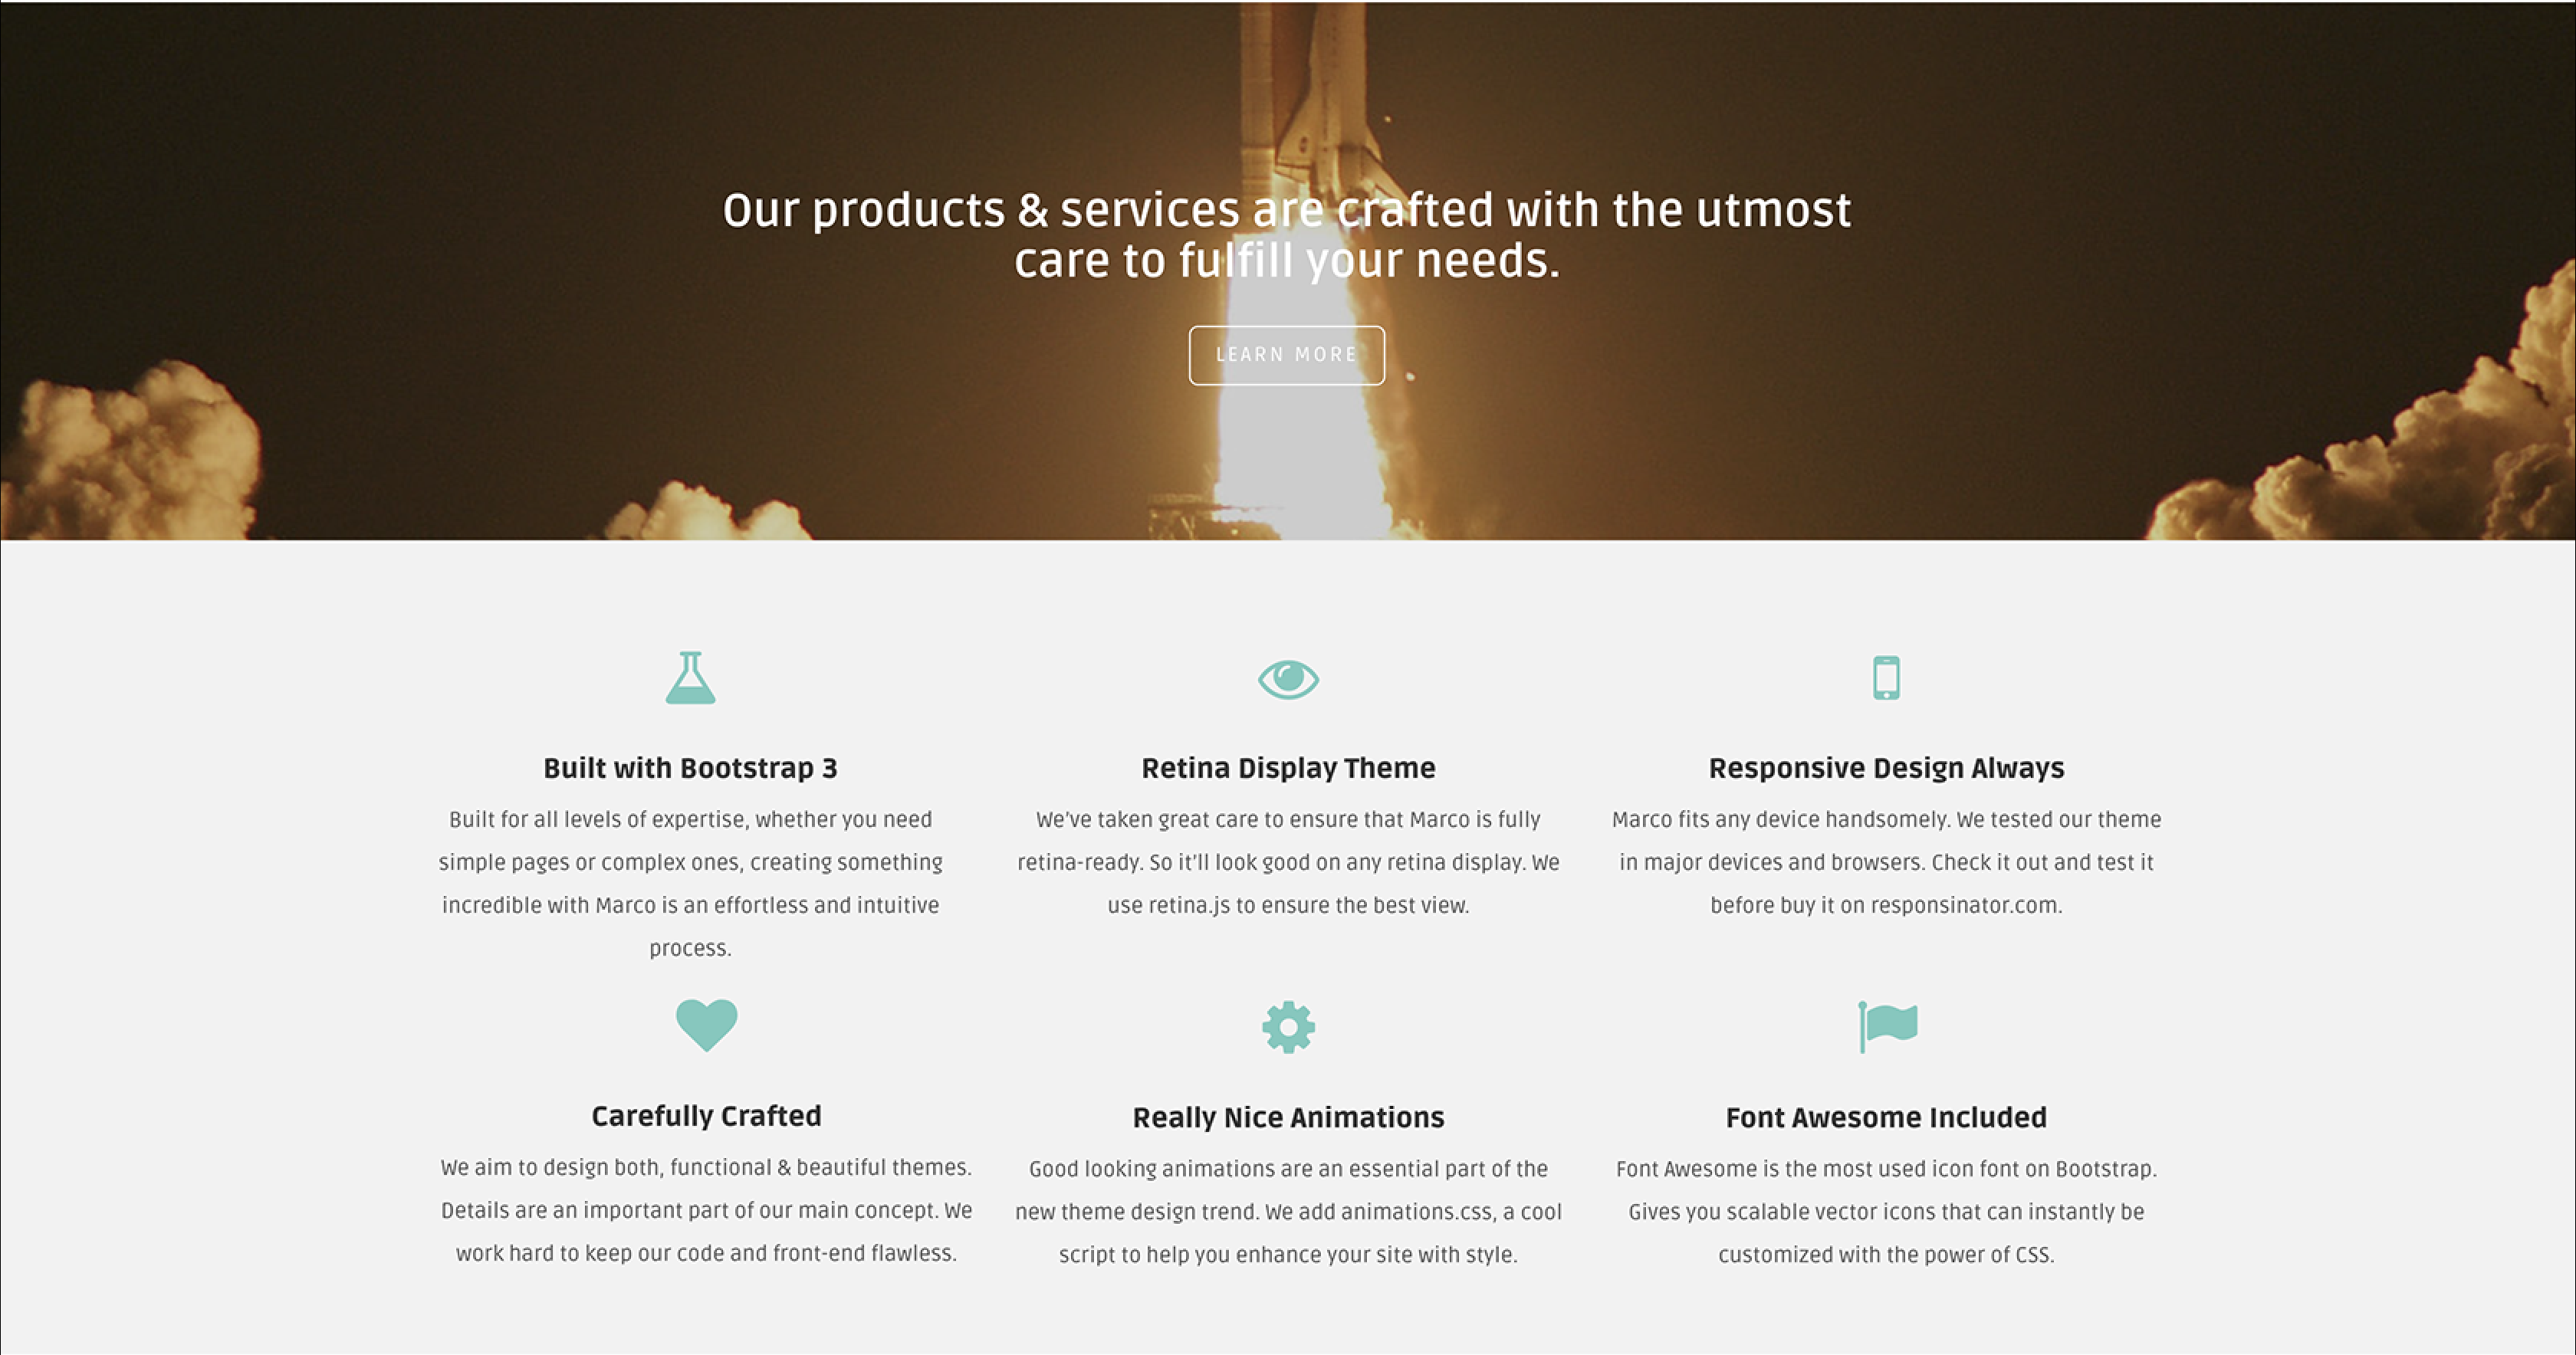 Our products & services are crafted with the utmost
care to fulfill your needs.
LEARN MORE
Built with Bootstrap 3
Built for all levels of expertise, whether you need
simple pages or complex ones, creating something
incredible with Marco is an effortless and intuitive
process.
Retina Display Theme
We've taken great care to ensure that Marco is fully
retina-ready. So it'll look good on any retina display. We
use retina.js to ensure the best view.
Responsive Design Always
Marco fits any device handsomely. We tested our theme
in major devices and browsers. Check it out and test it
before buy it on responsinator.com.
Carefully Crafted
We aim to design both, functional & beautiful themes.
Details are an important part of our main concept. We
work hard to keep our code and front-end flawless.
Really Nice Animations
Good looking animations are an essential part of the
new theme design trend. We add animations.css, a cool
script to help you enhance your site with style.
Font Awesome Included
Font Awesome is the most used icon font on Bootstrap.
Gives you scalable vector icons that can instantly be
customized with the power of CSS.